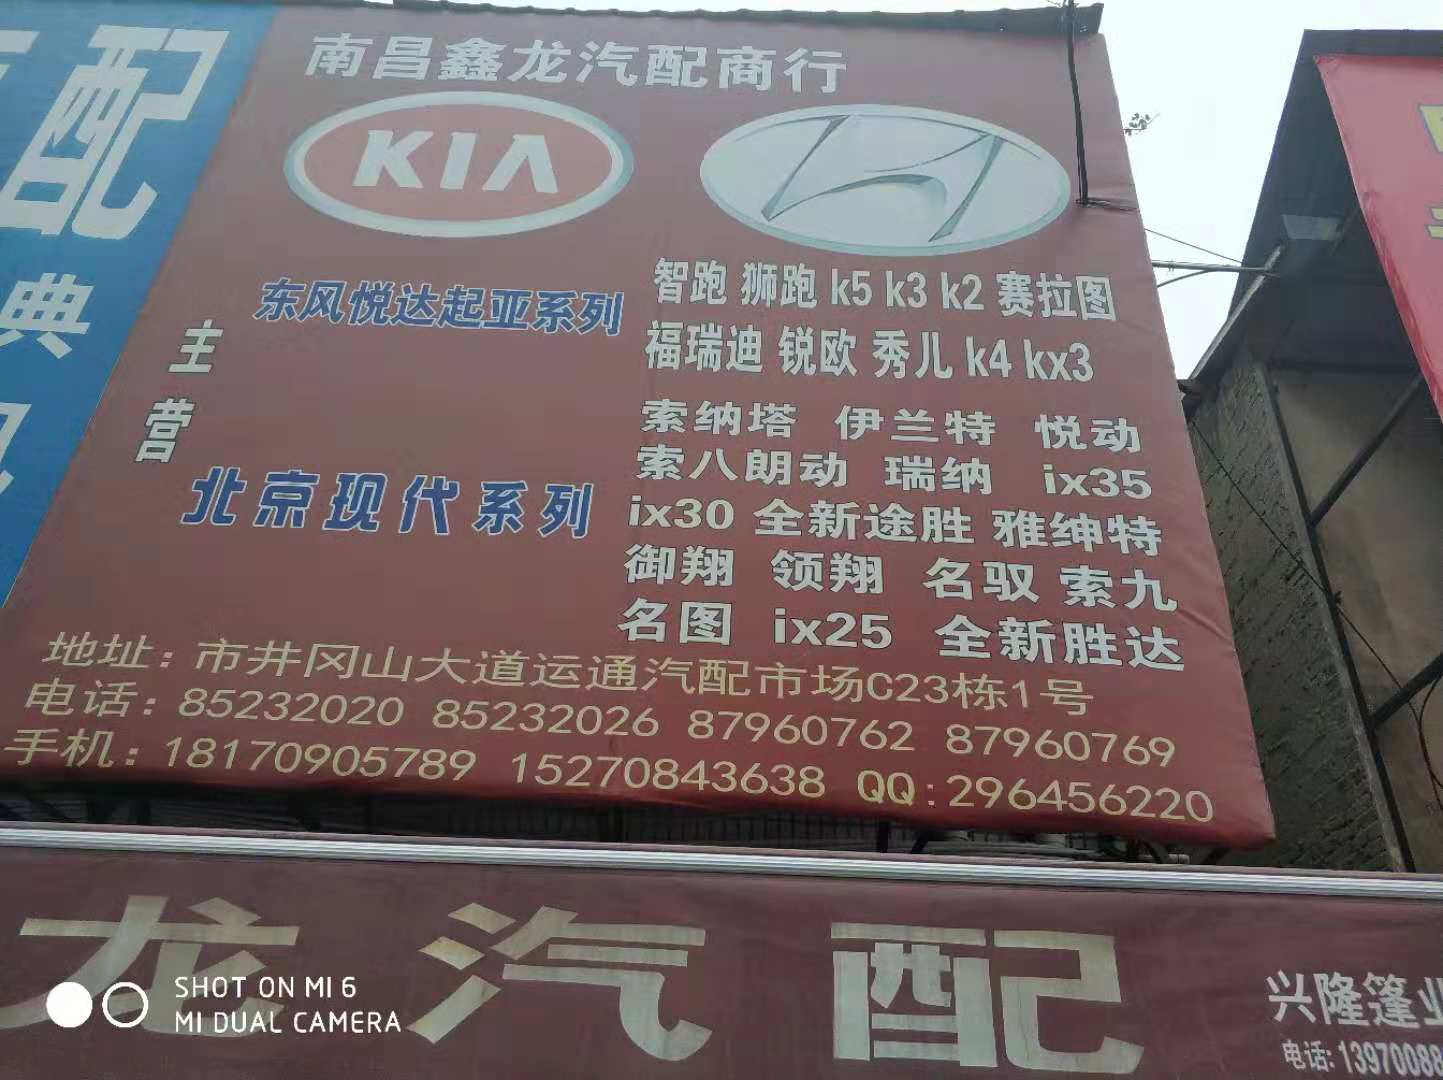 配
典
南昌鑫龙汽配商行
KIA
主营
东风悦达起亚系列
智跑 狮跑 k5 k3 k2 赛拉图
福瑞迪 锐欧 秀儿 k4 kx3
北京现代系列
索纳塔 伊兰特 悦动
索八朗动 瑞纳 ix35
ix30 全新途胜 雅绅特
御翔 领翔 名驭 索九
名图 ix25 全新胜达
地址：市井冈山大道运通汽配市场C23栋1号
电话：85232020 85232026 87960762 87960769
手机：18170905789 15270843638 QQ:296456220
龙汽配
兴隆篷业
电话:13970088
SHOT ON MI 6
MI DUAL CAMERA